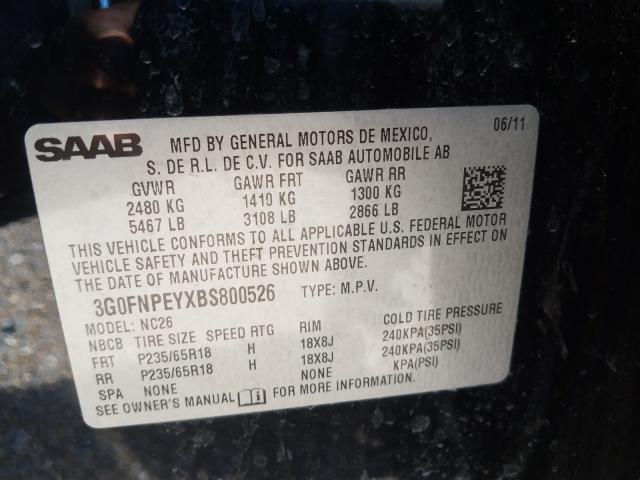 SAAB MFD BY GENERAL MOTORS DE MEXICO, 06/11
S. DE R.L. DE C.V. FOR SAAB AUTOMOBILE AB
GVWR GAWR FRT GAWR RR
2480 KG 1410 KG 1300 KG
5467 LB 3108 LB 2866 LB
THIS VEHICLE CONFORMS TO ALL APPLICABLE U.S. FEDERAL MOTOR
VEHICLE SAFETY AND THEFT PREVENTION STANDARDS IN EFFECT ON
THE DATE OF MANUFACTURE SHOWN ABOVE.
3G0FNPEYXBS800526 TYPE: M.P.V.
MODEL: NC26
NBCB TIRE SIZE SPEED RTG RIM COLD TIRE PRESSURE
FRT P235/65R18 H 18X8J 240KPA(35PSI)
RR P235/65R18 H 18X8J 240KPA(35PSI)
SPA NONE NONE KPA(PSI)
SEE OWNER'S MANUAL FOR MORE INFORMATION.